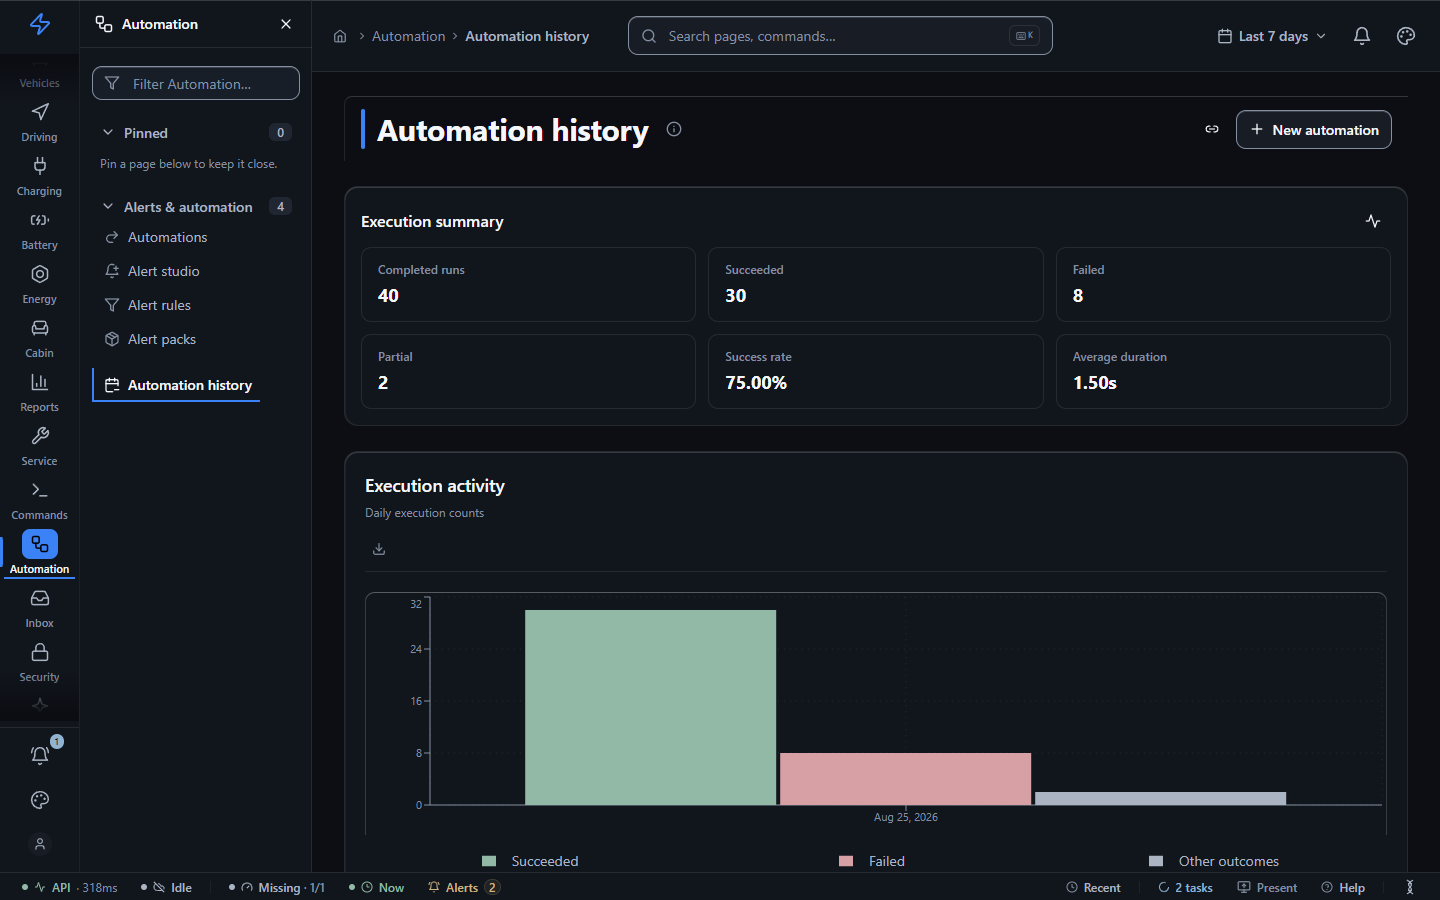 Automation
Vehicles
Driving
Charging
Battery
Energy
Cabin
Reports
Service
Commands
Automation
Inbox
Security
1
Filter Automation...
Pinned 0
Pin a page below to keep it close.
Alerts & automation 4
Automations
Alert studio
Alert rules
Alert packs
Automation history
Automation > Automation history
Search pages, commands... K
Last 7 days
Automation history
New automation
Execution summary
Completed runs
40
Succeeded
30
Failed
8
Partial
2
Success rate
75.00%
Average duration
1.50s
Execution activity
Daily execution counts
32
24
16
8
0
Aug 25, 2026
Succeeded
Failed
Other outcomes
API · 318ms
Idle
Missing · 1/1
Now
Alerts 2
Recent
2 tasks
Present
Help